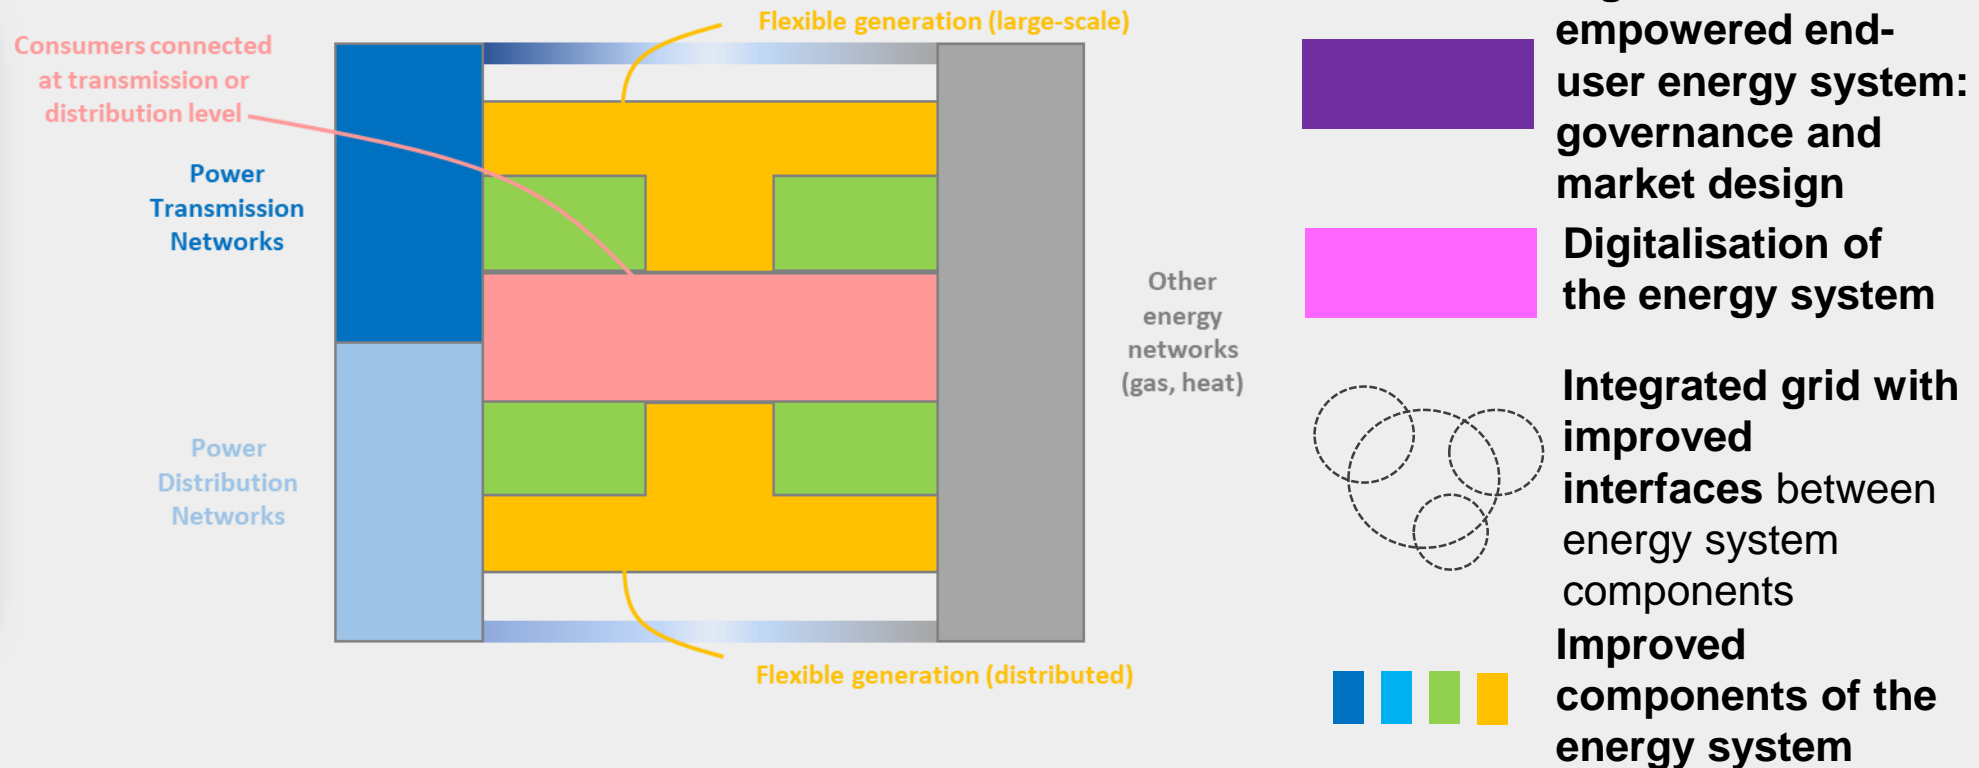 Flexible generation (large-scale)
Consumers connected
at transmission or
distribution level
Power
Transmission
Networks
Other
energy
networks
(gas, heat)
Power
Distribution
Networks
Flexible generation (distributed)
empowered end-
user energy system:
governance and
market design
Digitalisation of
the energy system
Integrated grid with
improved
interfaces between
energy system
components
Improved
components of the
energy system